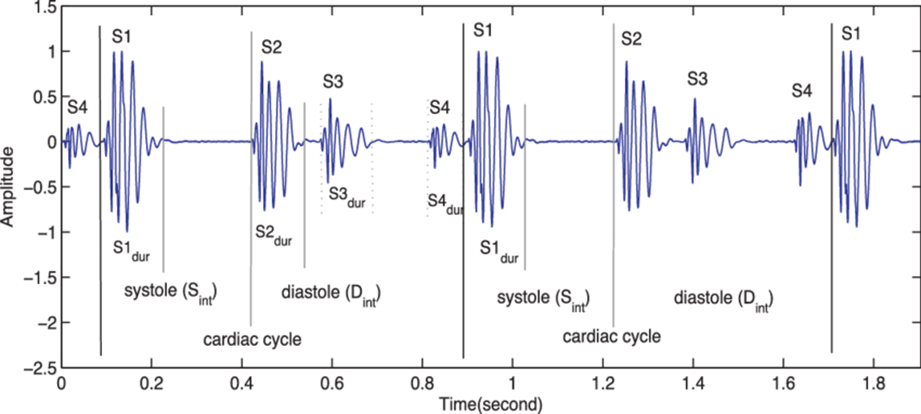 1.5
1
0.5
0
−0.5
−1
−1.5
−2
−2.5
Amplitude
S4
S1
S2
S3
S4
S1
S2
S3
S4
S1
S1dur
S2dur
S3dur
S4dur
S1dur
systole (Sint)
diastole (Dint)
systole (Sint)
diastole (Dint)
cardiac cycle
cardiac cycle
0 0.2 0.4 0.6 0.8 1 1.2 1.4 1.6 1.8
Time(second)